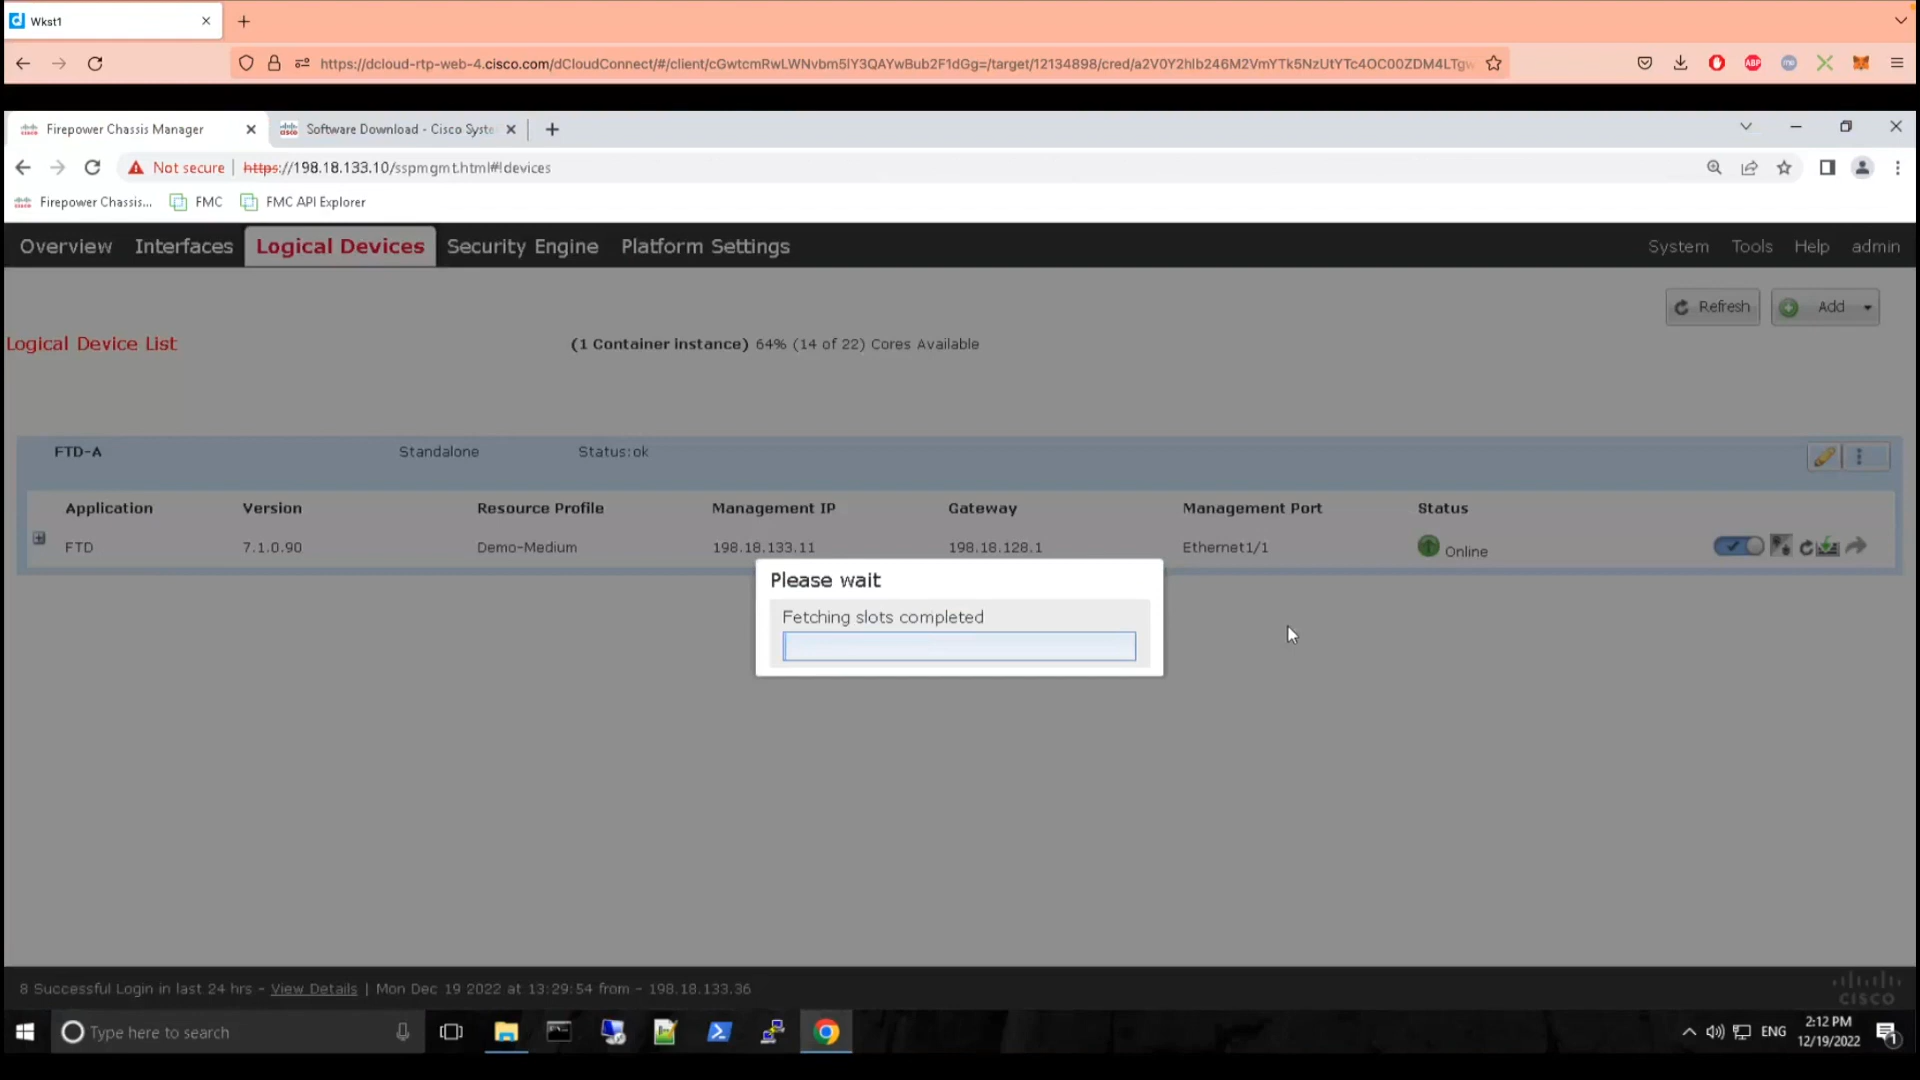 Wkst1
https://dcloud-rtp-web-4.cisco.com/dCloudConnect/#/client/cGwtcmRwLWNvbm5lY3QAYwBub2F1dGg=/target/12134898/cred/a2V0Y2hlb246M2VmYTk5NzUtYTc4OC00ZDM4LTgw
ABP
Firepower Chassis Manager
Software Download - Cisco Syste
Not secure | https://198.18.133.10/sspmgmt.html#!devices
Firepower Chassis... FMC FMC API Explorer
Overview Interfaces Logical Devices Security Engine Platform Settings System Tools Help admin
Refresh Add
Logical Device List (1 Container instance) 64% (14 of 22) Cores Available
FTD-A Standalone Status:ok
Application Version Resource Profile Management IP Gateway Management Port Status
FTD 7.1.0.90 Demo-Medium 198.18.133.11 198.18.128.1 Ethernet1/1 Online
Please wait
Fetching slots completed
8 Successful Login in last 24 hrs - View Details | Mon Dec 19 2022 at 13:29:54 from - 198.18.133.36
CISCO
Type here to search
ENG
2:12 PM
12/19/2022
1